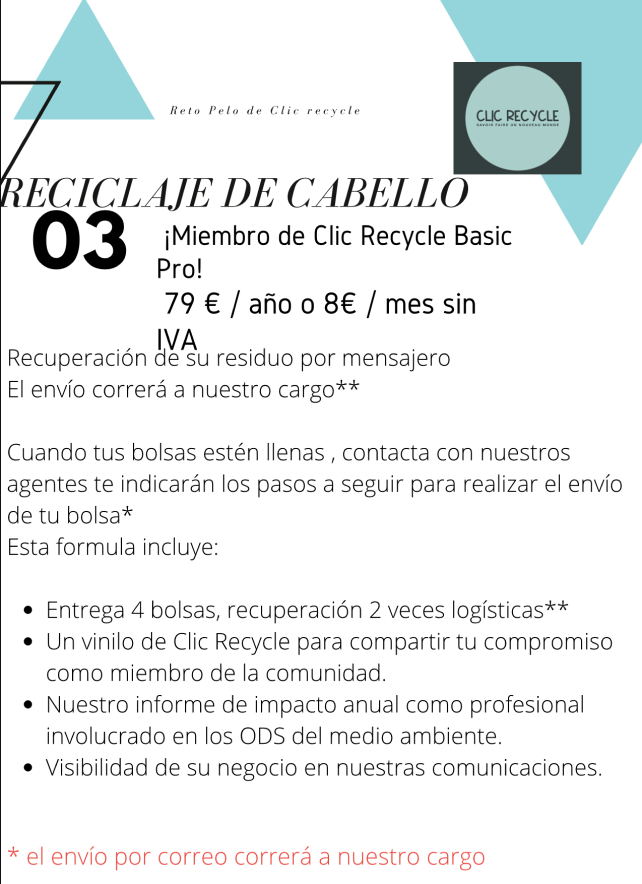 Reto Pelo de Clic recycle
CLIC RECYCLE
SAVOIR FAIRE UN NOUVEAU MONDE
RECICLAJE DE CABELLO
03
¡Miembro de Clic Recycle Basic
Pro!
79 € / año o 8€ / mes sin
IVA
Recuperación de su residuo por mensajero
El envío correrá a nuestro cargo**
Cuando tus bolsas estén llenas , contacta con nuestros
agentes te indicarán los pasos a seguir para realizar el envío
de tu bolsa*
Esta formula incluye:
• Entrega 4 bolsas, recuperación 2 veces logísticas**
• Un vinilo de Clic Recycle para compartir tu compromiso
como miembro de la comunidad.
• Nuestro informe de impacto anual como profesional
involucrado en los ODS del medio ambiente.
• Visibilidad de su negocio en nuestras comunicaciones.
* el envío por correo correrá a nuestro cargo